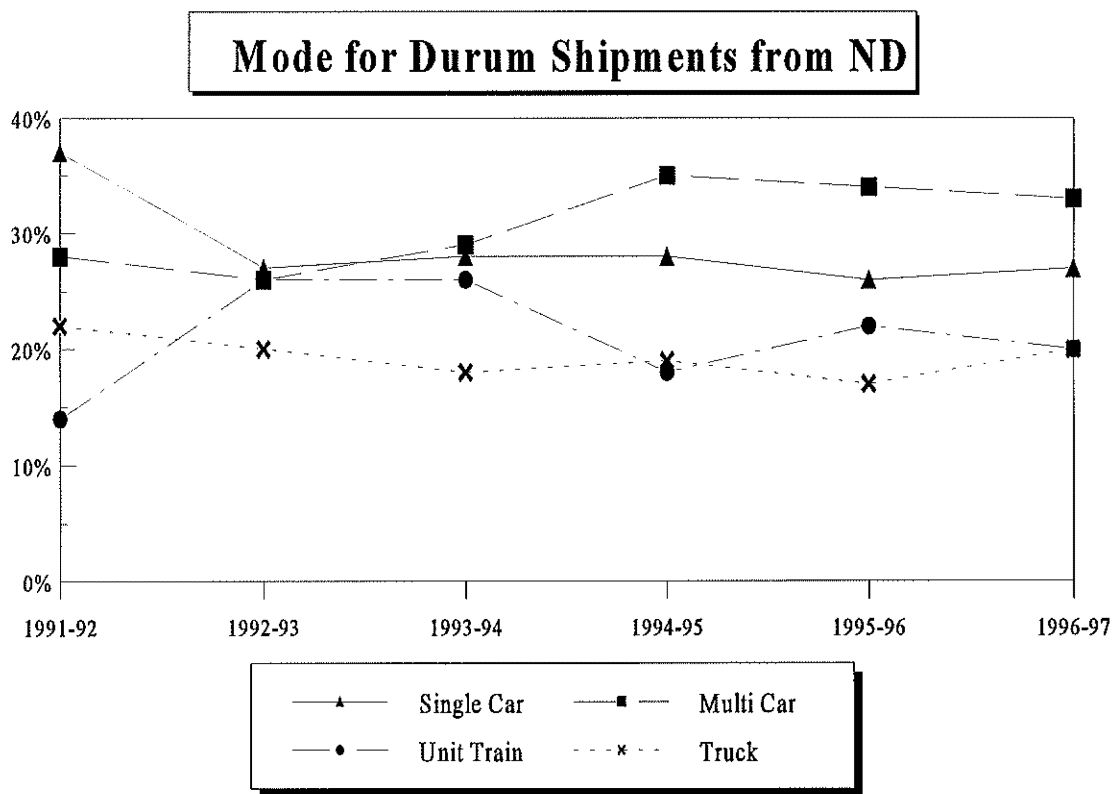 Mode for Durum Shipments from ND
40%
30%
20%
10%
0%
1991-92 1992-93 1993-94 1994-95 1995-96 1996-97
Single Car Multi Car
Unit Train Truck